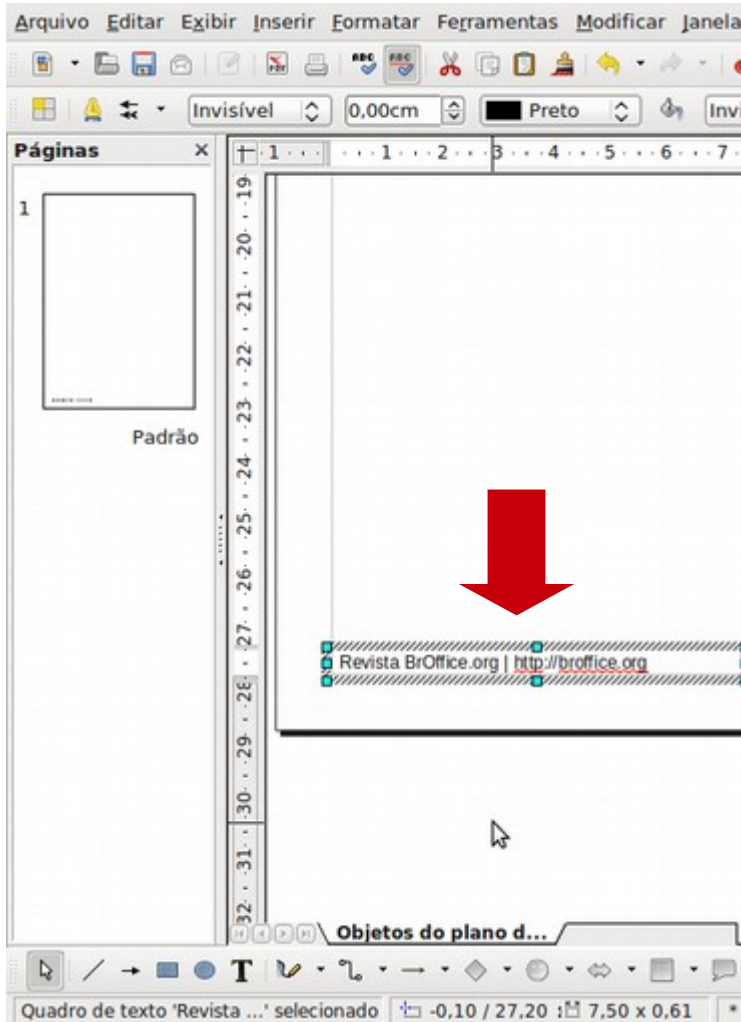 Arquivo Editar Exibir Inserir Formatar Ferramentas Modificar Janela
Invisível 0,00cm Preto Invi
Páginas
1
Padrão
1 1 2 3 4 5 6 7
19
20
21
22
23
24
25
26
27
28
29
30
31
32
Revista BrOffice.org | http://broffice.org
Objetos do plano d...
T
Quadro de texto 'Revista ...' selecionado -0,10 / 27,20 7,50 x 0,61 *